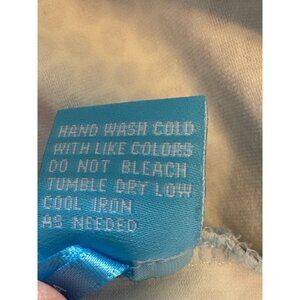 HAND WASH COLD
WITH LIKE COLORS
DO NOT BLEACH
TUMBLE DRY LOW
COOL IRON
AS NEEDED